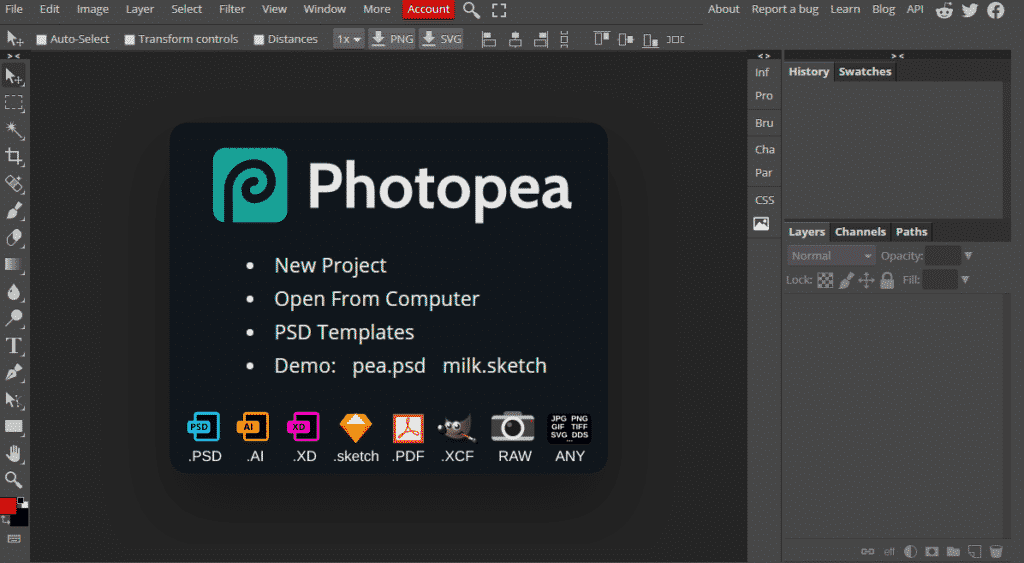 File Edit Image Layer Select Filter View Window More Account About Report a bug Learn Blog API
Auto-Select Transform controls Distances 1x PNG SVG
> <
< >
> <
Inf
Pro
Bru
Cha
Par
CSS
History Swatches
Photopea
New Project
Open From Computer
PSD Templates
Demo: pea.psd milk.sketch
PSD AI XD JPG PNG
GIF TIFF
SVG DDS
...
.PSD .AI .XD .sketch .PDF .XCF RAW ANY
Layers Channels Paths
Normal Opacity:
Lock: Fill:
T
eff